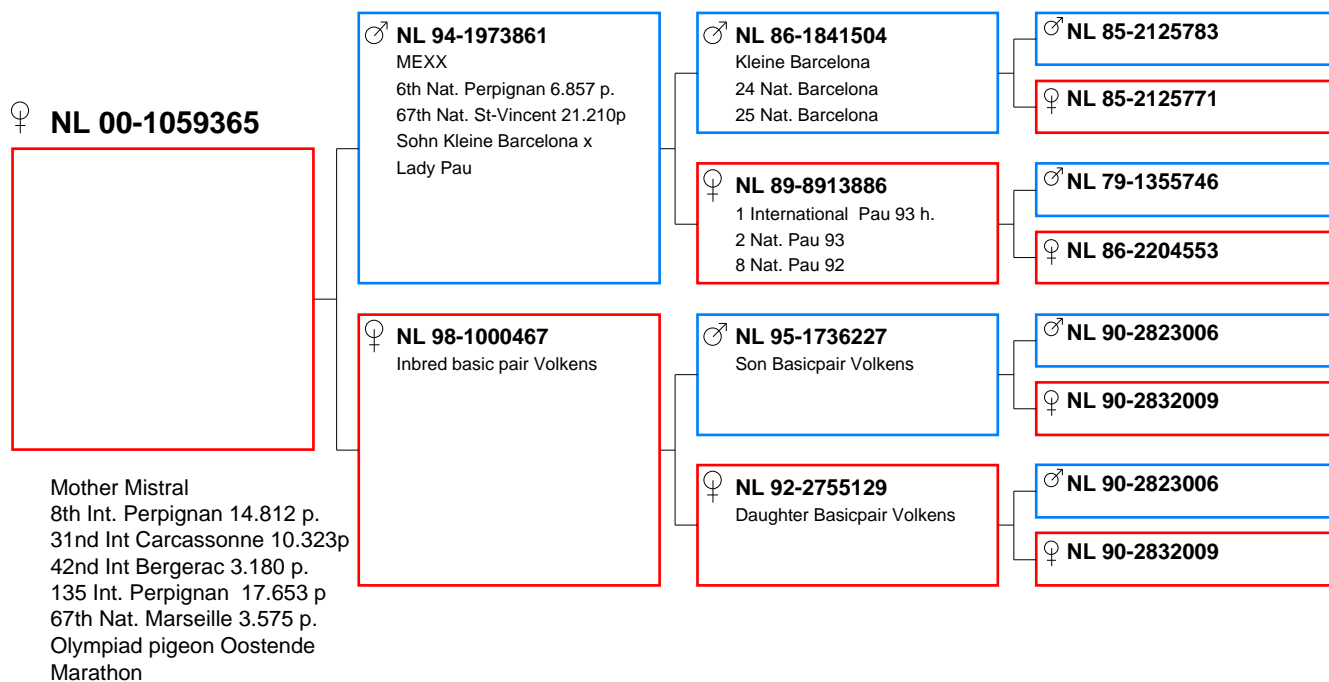 NL 00-1059365
Mother Mistral
8th Int. Perpignan 14.812 p.
31nd Int Carcassonne 10.323p
42nd Int Bergerac 3.180 p.
135 Int. Perpignan  17.653 p
67th Nat. Marseille 3.575 p.
Olympiad pigeon Oostende
Marathon
NL 94-1973861
MEXX
6th Nat. Perpignan 6.857 p.
67th Nat. St-Vincent 21.210p
Sohn Kleine Barcelona x
Lady Pau
NL 98-1000467
Inbred basic pair Volkens
NL 86-1841504
Kleine Barcelona
24 Nat. Barcelona
25 Nat. Barcelona
NL 89-8913886
1 International  Pau 93 h.
2 Nat. Pau 93
8 Nat. Pau 92
NL 95-1736227
Son Basicpair Volkens
NL 92-2755129
Daughter Basicpair Volkens
NL 85-2125783
NL 85-2125771
NL 79-1355746
NL 86-2204553
NL 90-2823006
NL 90-2832009
NL 90-2823006
NL 90-2832009